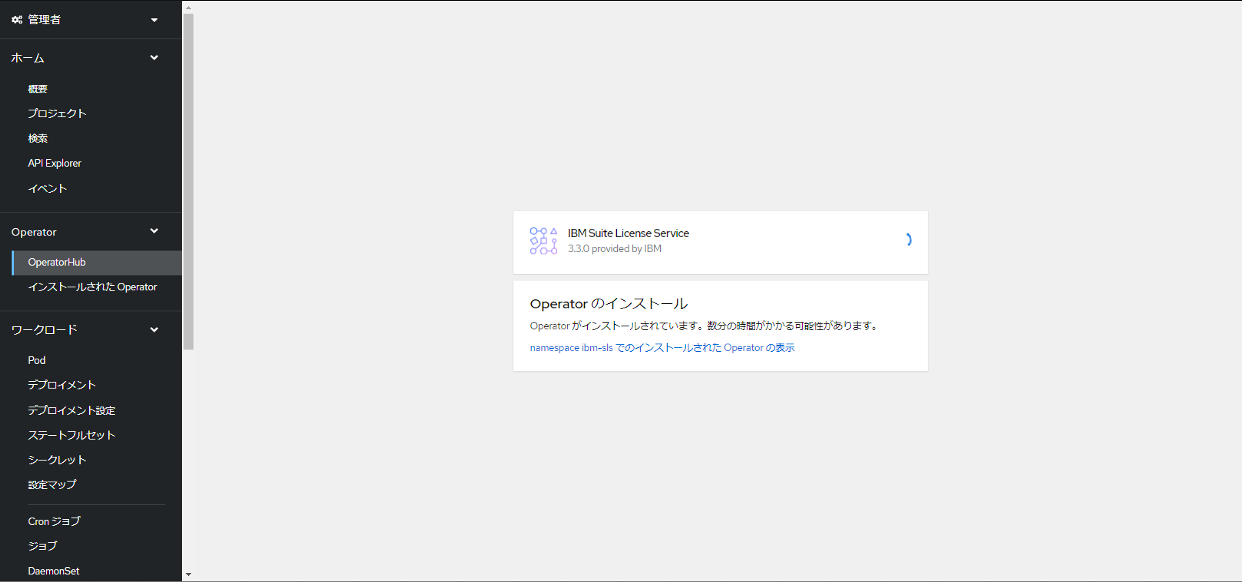 管理者
ホーム
概要
プロジェクト
検索
API Explorer
イベント
Operator
OperatorHub
インストールされた Operator
ワークロード
Pod
デプロイメント
デプロイメント設定
ステートフルセット
シークレット
設定マップ
Cron ジョブ
ジョブ
DaemonSet
IBM Suite License Service
3.3.0 provided by IBM
Operator のインストール
Operator がインストールされています。数分の時間がかかる可能性があります。
namespace ibm-sls でのインストールされた Operator の表示